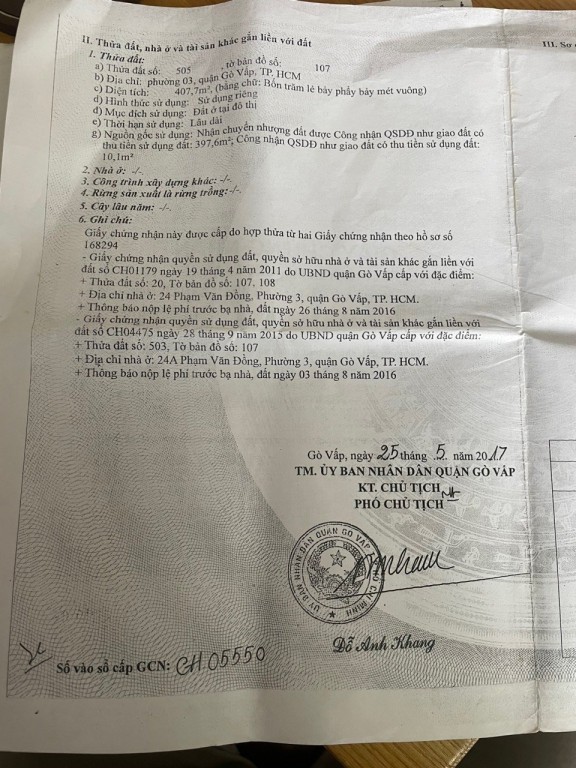 II. Thửa đất, nhà ở và tài sản khác gắn liền với đất
III. Sơ
1. Thửa đất:
a) Thửa đất số: 505 , tờ bản đồ số: 107
b) Địa chỉ: phường 03, quận Gò Vấp, TP. HCM
c) Diện tích: 407,7m², (bằng chữ: Bốn trăm lẻ bảy phẩy bảy mét vuông)
d) Hình thức sử dụng: Sử dụng riêng
đ) Mục đích sử dụng: Đất ở tại đô thị
e) Thời hạn sử dụng: Lâu dài
g) Nguồn gốc sử dụng: Nhận chuyển nhượng đất được Công nhận QSDĐ như giao đất có
thu tiền sử dụng đất: 397,6m²; Công nhận QSDĐ như giao đất có thu tiền sử dụng đất:
10,1m²
2. Nhà ở: -/-.
3. Công trình xây dựng khác: -/-.
4. Rừng sản xuất là rừng trồng: -/-.
5. Cây lâu năm: -/-.
6. Ghi chú:
Giấy chứng nhận này được cấp do hợp thửa từ hai Giấy chứng nhận theo hồ sơ số
168294
- Giấy chứng nhận quyền sử dụng đất, quyền sở hữu nhà ở và tài sản khác gắn liền với
đất số CH01179 ngày 19 tháng 4 năm 2011 do UBND quận Gò Vấp cấp với đặc điểm:
+ Thửa đất số: 20, Tờ bản đồ số: 107. 108
+ Địa chỉ nhà ở: 24 Phạm Văn Đồng, Phường 3, quận Gò Vấp, TP. HCM.
+ Thông báo nộp lệ phí trước bạ nhà, đất ngày 26 tháng 8 năm 2016
- Giấy chứng nhận quyền sử dụng đất, quyền sở hữu nhà ở và tài sản khác gắn liền với
đất số CH04475 ngày 28 tháng 9 năm 2015 do UBND quận Gò Vấp cấp với đặc điểm:
+ Thửa đất số: 503, Tờ bản đồ số: 107
+ Địa chỉ nhà ở: 24A Phạm Văn Đồng, Phường 3, quận Gò Vấp, TP. HCM.
+ Thông báo nộp lệ phí trước bạ nhà, đất ngày 03 tháng 8 năm 2016
Gò Vấp, ngày 25 tháng 5 năm 2017
TM. ỦY BAN NHÂN DÂN QUẬN GÒ VẤP
KT. CHỦ TỊCH
PHÓ CHỦ TỊCH
ỦY BAN NHÂN DÂN QUẬN GÒ VẤP
HỒ CHÍ MINH
Đỗ Anh Khang
Số vào sổ cấp GCN: CH05550